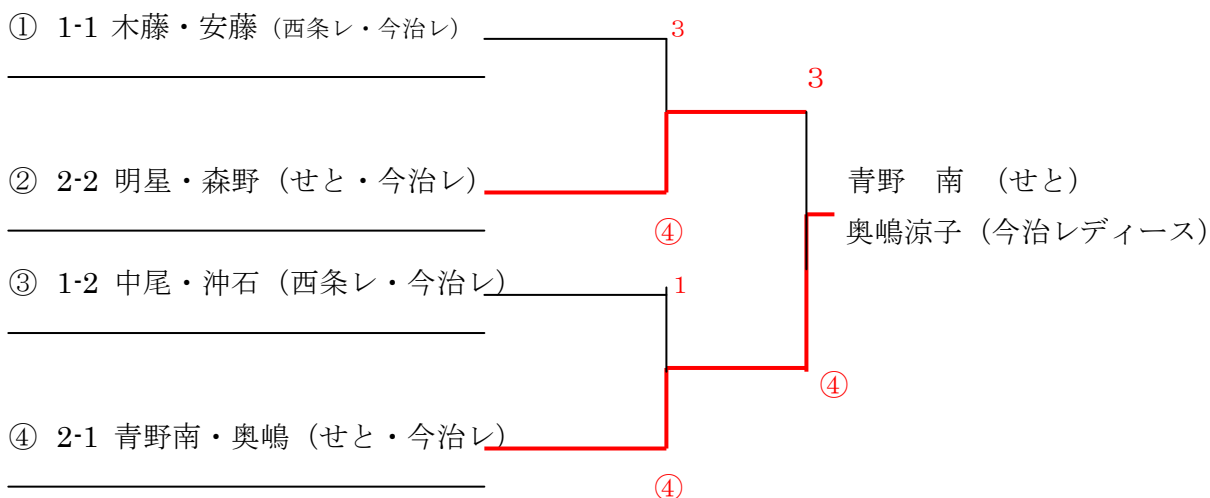 ① 1-1 木藤・安藤（西条レ・今治レ）
3
3
② 2-2 明星・森野（せと・今治レ）
④
青野　南　（せと）
奥嶋涼子（今治レディース）
③ 1-2 中尾・沖石（西条レ・今治レ）
1
④
④ 2-1 青野南・奥嶋（せと・今治レ）
④